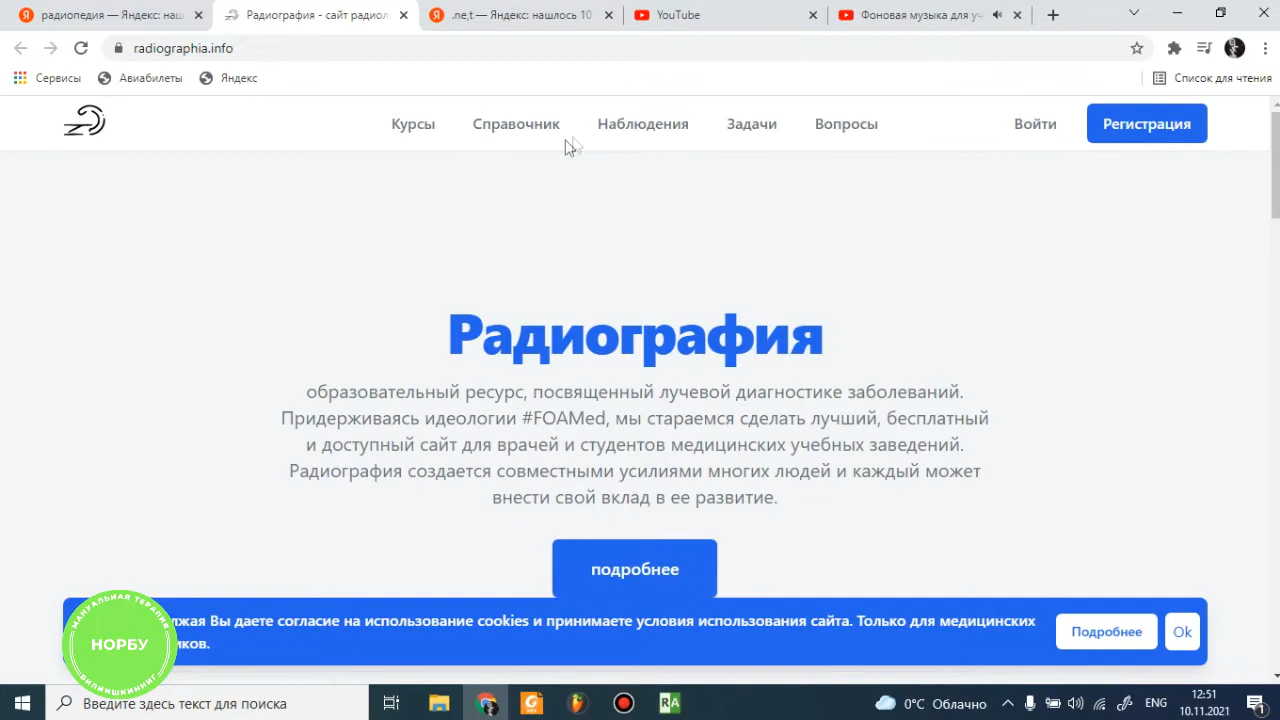 радиопедия — Яндекс: наш
Радиография - сайт радиол
.ne,t — Яндекс: нашлось 10
YouTube
Фоновая музыка для уч
radiographia.info
Сервисы
Авиабилеты
Яндекс
Список для чтения
Курсы
Справочник
Наблюдения
Задачи
Вопросы
Войти
Регистрация
Радиография
образовательный ресурс, посвященный лучевой диагностике заболеваний.
Придерживаясь идеологии #FOAMed, мы стараемся сделать лучший, бесплатный
и доступный сайт для врачей и студентов медицинских учебных заведений.
Радиография создается совместными усилиями многих людей и каждый может
внести свой вклад в ее развитие.
подробнее
лжая Вы даете согласие на использование cookies и принимаете условия использования сайта. Только для медицинских
иков.
Подробнее
Ok
МАНУАЛЬНАЯ ТЕРАПИЯ
НОРБУ
Введите здесь текст для поиска
RA
0°C Облачно
ENG
12:51
10.11.2021
1